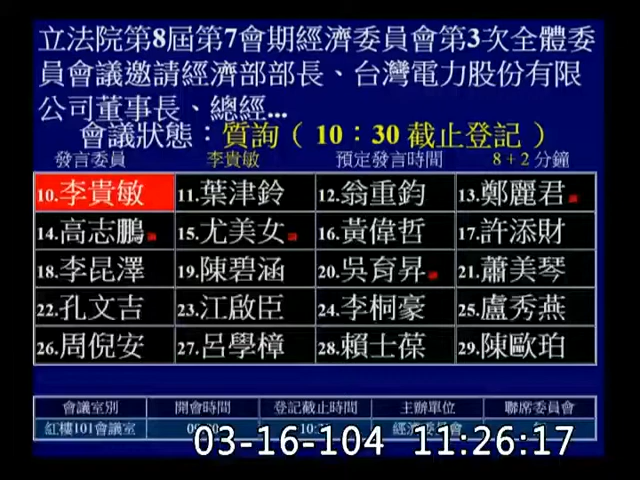 立法院第8屆第7會期經濟委員會第3次全體委
員會議邀請經濟部部長、台灣電力股份有限
公司董事長、總經...
會議狀態：質詢（ 10：30 截止登記 ）
發言委員 李貴敏 預定發言時間 8 + 2 分鐘
10.李貴敏 11.葉津鈴 12.翁重鈞 13.鄭麗君
14.高志鵬 15.尤美女 16.黃偉哲 17.許添財
18.李昆澤 19.陳碧涵 20.吳育昇 21.蕭美琴
22.孔文吉 23.江啟臣 24.李桐豪 25.盧秀燕
26.周倪安 27.呂學樟 28.賴士葆 29.陳歐珀
會議室別 開會時間 登記截止時間 主辦單位 聯席委員會
紅樓101會議室
03-16-104 11:26:17